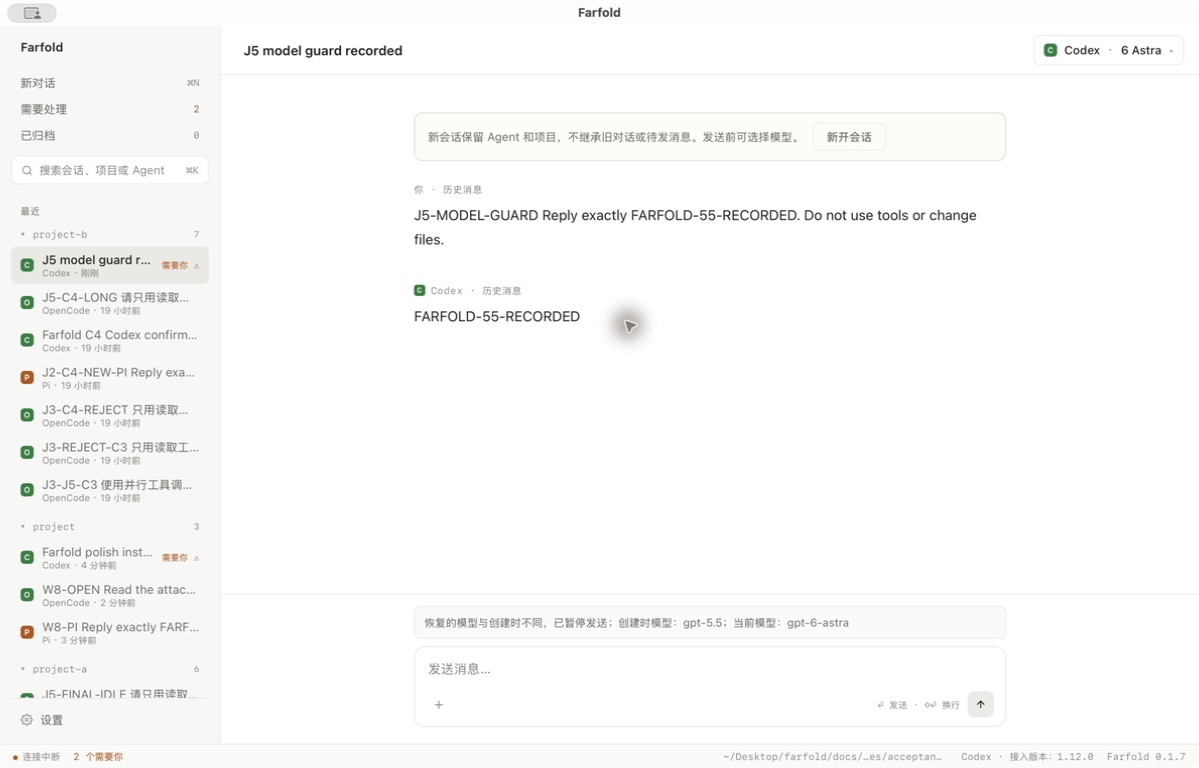 Farfold
Farfold
新对话 ⌘N
需要处理 2
已归档 0
搜索会话、项目或 Agent ⌘K
最近
project-b 7
J5 model guard r... 需要你
Codex · 刚刚
J5-C4-LONG 请只用读取...
OpenCode · 19 小时前
Farfold C4 Codex confirm...
Codex · 19 小时前
J2-C4-NEW-PI Reply exa...
Pi · 19 小时前
J3-C4-REJECT 只用读取...
OpenCode · 19 小时前
J3-REJECT-C3 只用读取工...
OpenCode · 19 小时前
J3-J5-C3 使用并行工具调...
OpenCode · 19 小时前
project 3
Farfold polish inst... 需要你
Codex · 4 分钟前
W8-OPEN Read the attac...
OpenCode · 2 分钟前
W8-PI Reply exactly FARF...
Pi · 3 分钟前
project-a 6
J5-FINAL-IDLE 请只用读取...
设置
J5 model guard recorded
C Codex · 6 Astra
新会话保留 Agent 和项目，不继承旧对话或待发消息。发送前可选择模型。 新开会话
你 · 历史消息
J5-MODEL-GUARD Reply exactly FARFOLD-55-RECORDED. Do not use tools or change
files.
C Codex · 历史消息
FARFOLD-55-RECORDED
恢复的模型与创建时不同，已暂停发送；创建时模型：gpt-5.5；当前模型：gpt-6-astra
发送消息...
发送 · 换行
连接中断 2 个需要你
~/Desktop/farfold/docs/…es/acceptan… Codex · 接入版本：1.12.0 Farfold 0.1.7